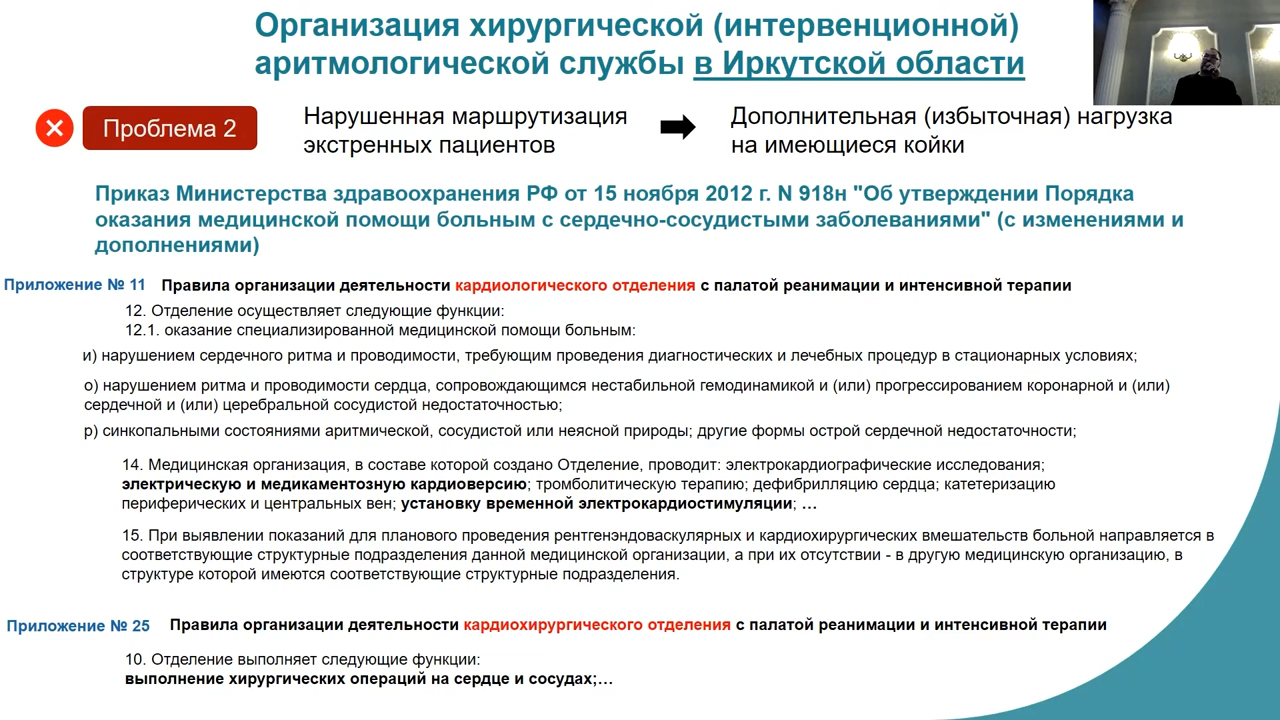 Организация хирургической (интервенционной)
аритмологической службы в Иркутской области
Проблема 2
Нарушенная маршрутизация
экстренных пациентов
Дополнительная (избыточная) нагрузка
на имеющиеся койки
Приказ Министерства здравоохранения РФ от 15 ноября 2012 г. N 918н "Об утверждении Порядка
оказания медицинской помощи больным с сердечно-сосудистыми заболеваниями" (с изменениями и
дополнениями)
Приложение № 11 Правила организации деятельности кардиологического отделения с палатой реанимации и интенсивной терапии
12. Отделение осуществляет следующие функции:
12.1. оказание специализированной медицинской помощи больным:
и) нарушением сердечного ритма и проводимости, требующим проведения диагностических и лечебных процедур в стационарных условиях;
о) нарушением ритма и проводимости сердца, сопровождающимся нестабильной гемодинамикой и (или) прогрессированием коронарной и (или)
сердечной и (или) церебральной сосудистой недостаточностью;
р) синкопальными состояниями аритмической, сосудистой или неясной природы; другие формы острой сердечной недостаточности;
14. Медицинская организация, в составе которой создано Отделение, проводит: электрокардиографические исследования;
электрическую и медикаментозную кардиоверсию; тромболитическую терапию; дефибрилляцию сердца; катетеризацию
периферических и центральных вен; установку временной электрокардиостимуляции; …
15. При выявлении показаний для планового проведения рентгенэндоваскулярных и кардиохирургических вмешательств больной направляется в
соответствующие структурные подразделения данной медицинской организации, а при их отсутствии - в другую медицинскую организацию, в
структуре которой имеются соответствующие структурные подразделения.
Приложение № 25 Правила организации деятельности кардиохирургического отделения с палатой реанимации и интенсивной терапии
10. Отделение выполняет следующие функции:
выполнение хирургических операций на сердце и сосудах;…